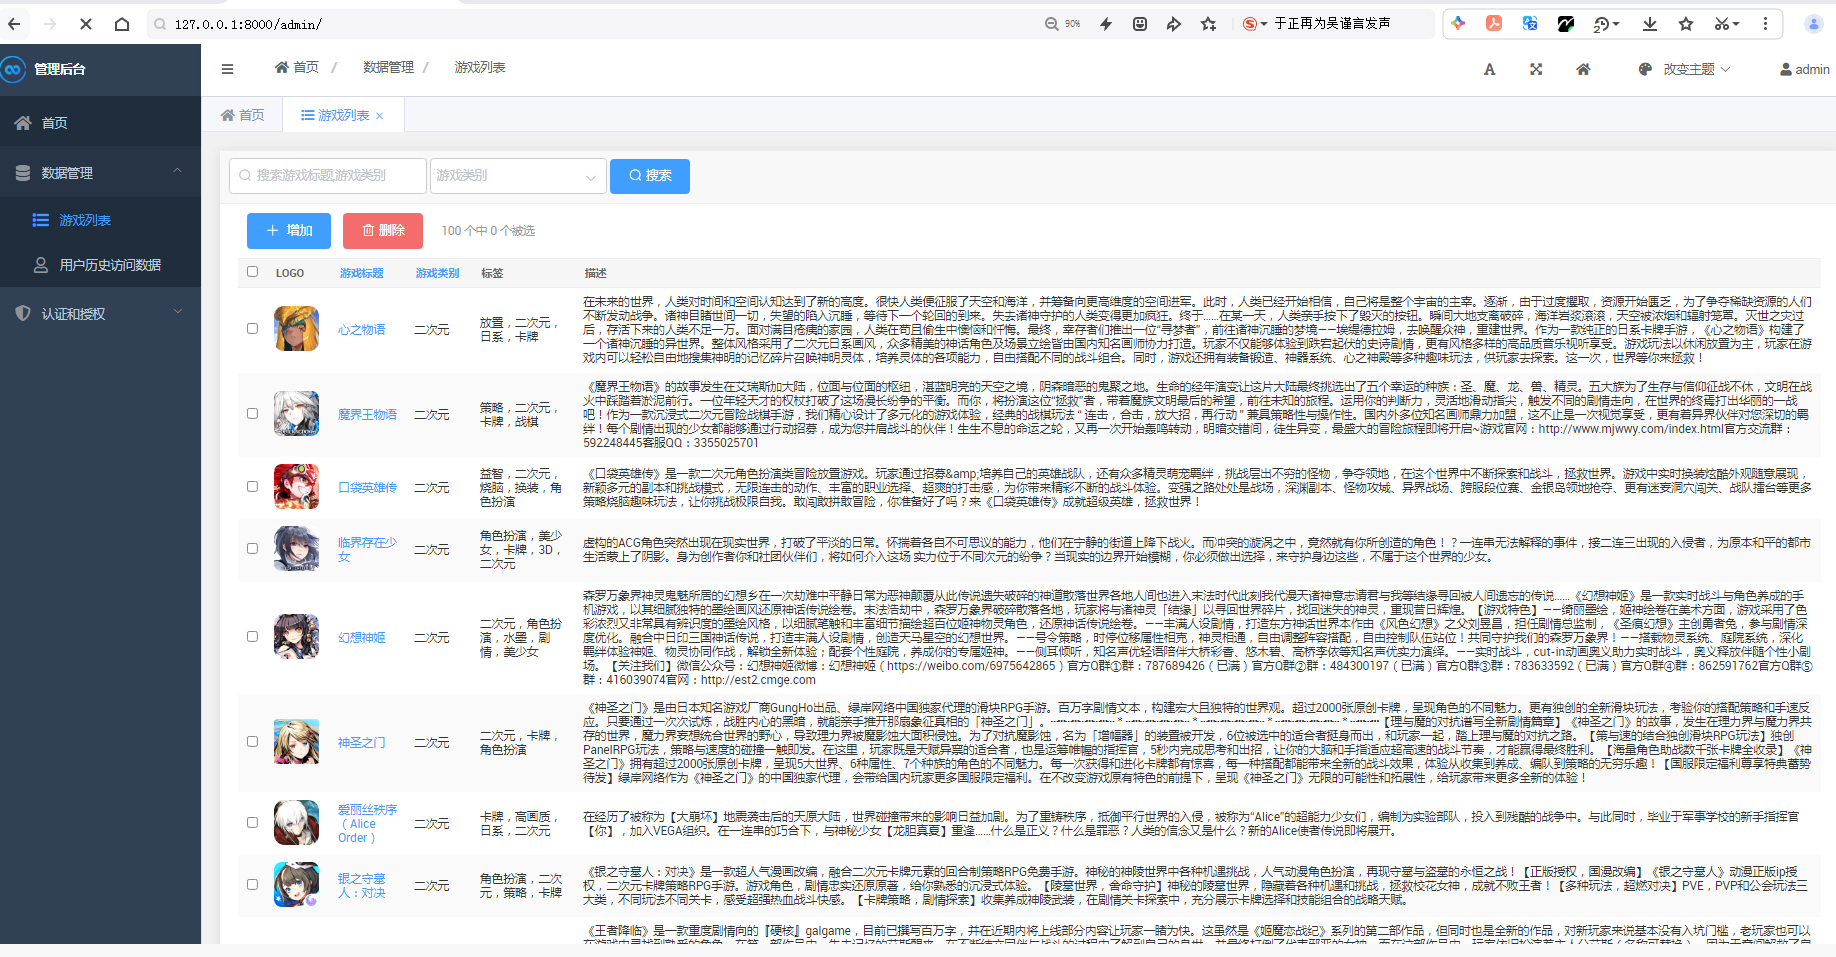 127.0.0.1:8000/admin/
90%
于正再为吴谨言发声
管理后台
首页 / 数据管理 / 游戏列表
改变主题
admin
首页
数据管理
游戏列表
用户历史访问数据
认证和授权
首页
游戏列表
搜索游戏标题,游戏类别
游戏类别
搜索
增加
删除
100 个中 0 个被选
LOGO 游戏标题 游戏类别 标签 描述
心之物语
二次元
放置，二次元，
日系，卡牌
在未来的世界，人类对时间和空间认知达到了新的高度。很快人类便征服了天空和海洋，并筹备向更高维度的空间进军。此时，人类已经开始相信，自己将是整个宇宙的主宰。逐渐，由于过度攫取，资源开始匮乏，为了争夺稀缺资源的人们
不断发动战争。诸神目睹世间一切，失望的陷入沉睡，等待下一个轮回的到来。失去诸神守护的人类变得更加疯狂。终于……在某一天，人类亲手按下了毁灭的按钮。瞬间大地支离破碎，海洋岩浆滚滚，天空被浓烟和辐射笼罩。灭世之灾过
后，存活下来的人类不足一万。面对满目疮痍的家园，人类在苟且偷生中懊恼和忏悔。最终，幸存者们推出一位“寻梦者”，前往诸神沉睡的梦境——埃缇德拉姆，去唤醒众神，重建世界。作为一款纯正的日系卡牌手游，《心之物语》构建了
一个诸神沉睡的异世界。整体风格采用了二次元日系画风，众多精美的神话角色及场景立绘皆由国内知名画师协力打造。玩家不仅能够体验到跌宕起伏的史诗剧情，更有风格多样的高品质音乐视听享受。游戏玩法以休闲放置为主，玩家在游
戏内可以轻松自由地搜集神明的记忆碎片召唤神明灵体，培养灵体的各项能力，自由搭配不同的战斗组合。同时，游戏还拥有装备锻造、神器系统、心之神殿等多种趣味玩法，供玩家去探索。这一次，世界等你来拯救！
魔界王物语
二次元
策略，二次元，
卡牌，战棋
《魔界王物语》的故事发生在艾瑞斯加大陆，位面与位面的枢纽，湛蓝明亮的天空之境，阴森暗恶的鬼聚之地。生命的经年演变让这片大陆最终挑选出了五个幸运的种族：圣、魔、龙、兽、精灵。五大族为了生存与信仰征战不休，文明在战
火中踩踏着淤泥前行。一位年轻天才的权杖打破了这场漫长纷争的平衡。而你，将扮演这位“拯救”者，带着魔族文明最后的希望，前往未知的旅程。运用你的判断力，灵活地滑动指尖，触发不同的剧情走向，在世界的终焉打出华丽的一战
吧！作为一款沉浸式二次元冒险战棋手游，我们精心设计了多元化的游戏体验，经典的战棋玩法 “ 连击，合击，放大招，再行动 ” 兼具策略性与操作性。国内外多位知名画师鼎力加盟，这不止是一次视觉享受，更有着异界伙伴对您深切的羁
绊！每个剧情出现的少女都能够通过行动招募，成为您并肩战斗的伙伴！生生不息的命运之轮，又再一次开始轰鸣转动，明暗交错间，徒生异变，最盛大的冒险旅程即将开启~游戏官网：http://www.mjwwy.com/index.html官方交流群：
592248445客服QQ：3355025701
口袋英雄传
二次元
益智，二次元，
烧脑，换装，角
色扮演
《口袋英雄传》是一款二次元角色扮演类冒险放置游戏。玩家通过招募&amp;培养自己的英雄战队，还有众多精灵萌宠羁绊，挑战层出不穷的怪物，争夺领地，在这个世界中不断探索和战斗，拯救世界。游戏中实时换装炫酷外观随意展现，
新颖多元的副本和挑战模式，无限连击的动作、丰富的职业选择、超爽的打击感，为你带来精彩不断的战斗体验。变强之路处处是战场，深渊副本、怪物攻城、异界战场、跨服段位赛、金银岛领地抢夺、更有迷雾洞穴闯关、战队擂台等更多
策略烧脑趣味玩法，让你挑战极限自我。敢闯敢拼敢冒险，你准备好了吗？来《口袋英雄传》成就超级英雄，拯救世界！
临界存在少
女
二次元
角色扮演，美少
女，卡牌，3D，
二次元
虚构的ACG角色突然出现在现实世界，打破了平淡的日常。怀揣着各自不可思议的能力，他们在宁静的街道上降下战火。而冲突的旋涡之中，竟然就有你所创造的角色！？一连串无法解释的事件，接二连三出现的入侵者，为原本和平的都市
生活蒙上了阴影。身为创作者你和社团伙伴们，将如何介入这场 实力位于不同次元的纷争？当现实的边界开始模糊，你必须做出选择，来守护身边这些，不属于这个世界的少女。
幻想神姬
二次元
二次元，角色扮
演，水墨，剧
情，美少女
森罗万象界神灵鬼魅所居的幻想乡在一次劫难中平静日常为恶神颠覆从此传说遗失破碎的神道散落世界各地人间也进入末法时代此刻我代漫天诸神意志请君与我等结缘寻回被人间遗忘的传说……《幻想神姬》是一款实时战斗与角色养成的手
机游戏，以其细腻独特的墨绘画风还原神话传说绘卷。末法浩劫中，森罗万象界破碎散落各地，玩家将与诸神灵「结缘」以寻回世界碎片，找回迷失的神灵，重现昔日辉煌。【游戏特色】——绮丽墨绘，姬神绘卷在美术方面，游戏采用了色
彩浓烈又非常具有辨识度的墨绘风格，以细腻笔触和丰富细节描绘超百位姬神物灵角色，还原神话传说绘卷。——丰满人设剧情，打造东方神话世界本作由《风色幻想》之父刘昱昌，担任剧情总监制，《圣痕幻想》主创勇者免，参与剧情深
度优化。融合中日印三国神话传说，打造丰满人设剧情，创造天马星空的幻想世界。——号令策略，时停位移属性相克，神灵相通，自由调整阵容搭配，自由控制队伍站位！共同守护我们的森罗万象界！——搭载物灵系统、庭院系统，深化
羁绊体验神姬、物灵协同作战，解锁全新体验；配套个性庭院，养成你的专属姬神。——侧耳倾听，知名声优轻语陪伴大桥彩香、悠木碧、高桥李依等知名声优实力演绎。——实时战斗，cut-in动画奥义助力实时战斗，奥义释放伴随个性小剧
场。【关注我们】微信公众号：幻想神姬微博：幻想神姬（https://weibo.com/6975642865）官方Q群①群：787689426（已满）官方Q群②群：484300197（已满）官方Q群③群：783633592（已满）官方Q群④群：862591762官方Q群⑤
群：416039074官网：http://est2.cmge.com
神圣之门
二次元
二次元，卡牌，
角色扮演
《神圣之门》是由日本知名游戏厂商GungHo出品、绿岸网络中国独家代理的滑块RPG手游。百万字剧情文本，构建宏大且独特的世界观。超过2000张原创卡牌，呈现角色的不同魅力。更有独创的全新滑块玩法，考验你的搭配策略和手速反
应。只要通过一次次试炼，战胜内心的黑暗，就能亲手推开那扇象征真相的「神圣之门」。【理与魔的对抗谱写全新剧情篇章】《神圣之门》的故事，发生在理力界与魔力界共
存的世界，魔力界妄想统合世界的野心，导致理力界被魔影蚀大面积侵蚀。为了对抗魔影蚀，名为「增幅器」的装置被开发，6位被选中的适合者挺身而出，和玩家一起，踏上理与魔的对抗之路。【策与速的结合独创滑块RPG玩法】独创
PanelRPG玩法，策略与速度的碰撞一触即发。在这里，玩家既是天赋异禀的适合者，也是运筹帷幄的指挥官，5秒内完成思考和出招，让你的大脑和手指适应超高速的战斗节奏，才能赢得最终胜利。【海量角色助战数千张卡牌全收录】《神
圣之门》拥有超过2000张原创卡牌，呈现5大世界、6种属性、7个种族的角色的不同魅力。每一次获得和进化卡牌都有惊喜，每一种搭配都能带来全新的战斗效果，体验从收集到养成、编队到策略的无穷乐趣！【国服限定福利尊享特典蓄势
待发】绿岸网络作为《神圣之门》的中国独家代理，会带给国内玩家更多国服限定福利。在不改变游戏原有特色的前提下，呈现《神圣之门》无限的可能性和拓展性，给玩家带来更多全新的体验！
爱丽丝秩序
（Alice
Order）
二次元
卡牌，高画质，
日系，二次元
在经历了被称为【大崩坏】地震袭击后的天原大陆，世界碰撞带来的影响日益加剧。为了重铸秩序，抵御平行世界的入侵，被称为“Alice”的超能力少女们，编制为实验部队，投入到残酷的战争中。与此同时，毕业于军事学校的新手指挥官
【你】，加入VEGA组织。在一连串的巧合下，与神秘少女【龙胆真夏】重逢……什么是正义？什么是罪恶？人类的信念又是什么？新的Alice使者传说即将展开。
银之守墓
人：对决
二次元
角色扮演，二次
元，策略，卡牌
《银之守墓人：对决》是一款超人气漫画改编，融合二次元卡牌元素的回合制策略RPG免费手游。神秘的神陵世界中各种机遇挑战，人气动漫角色扮演，再现守墓与盗墓的永恒之战！【正版授权，国漫改编】《银之守墓人》动漫正版ip授
权，二次元卡牌策略RPG手游。游戏角色，剧情忠实还原原著，给你熟悉的沉浸式体验。【陵墓世界，舍命守护】神秘的陵墓世界，隐藏着各种机遇和挑战，拯救校花女神，成就不败王者！【多种玩法，超燃对决】PVE，PVP和公会玩法三
大类，不同玩法不同关卡，感受超强热血战斗快感。【卡牌策略，剧情探索】收集养成神陵武装，在剧情关卡探索中，充分展示卡牌选择和技能组合的战略天赋。
《王者降临》是一款重度剧情向的『硬核』galgame，目前已撰写百万字，并在近期内将上线部分内容让玩家一睹为快。这虽然是《姬魔恋战纪》系列的第二部作品，但同时也是全新的作品，对新玩家来说基本没有入坑门槛，老玩家也可以